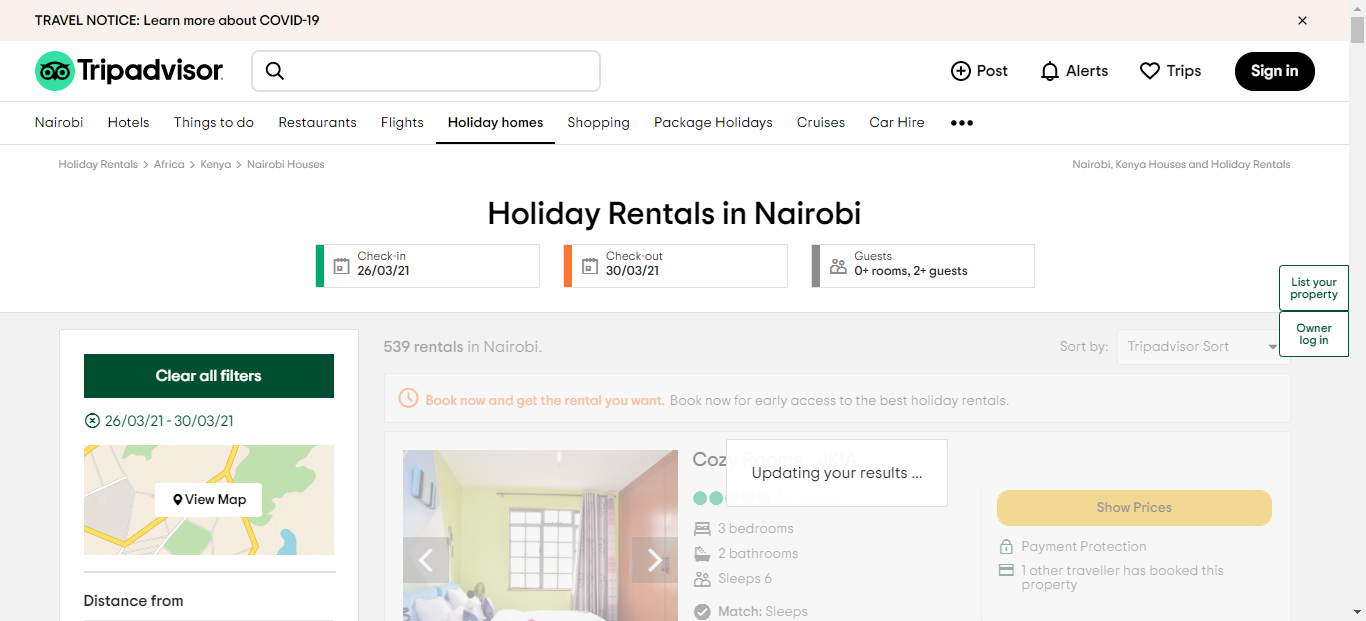 TRAVEL NOTICE: Learn more about COVID-19
Tripadvisor
Post
Alerts
Trips
Sign in
Nairobi
Hotels
Things to do
Restaurants
Flights
Holiday homes
Shopping
Package Holidays
Cruises
Car Hire
Holiday Rentals > Africa > Kenya > Nairobi Houses
Nairobi, Kenya Houses and Holiday Rentals
Holiday Rentals in Nairobi
Check-in
26/03/21
Check-out
30/03/21
Guests
0+ rooms, 2+ guests
List your
property
Owner
log in
Clear all filters
26/03/21 - 30/03/21
View Map
Distance from
539 rentals in Nairobi.
Sort by:
Tripadvisor Sort
Book now and get the rental you want. Book now for early access to the best holiday rentals.
Cozy Rooms - JKIA
Updating your results ...
3 bedrooms
2 bathrooms
Sleeps 6
Match: Sleeps
Show Prices
Payment Protection
1 other traveller has booked this
property